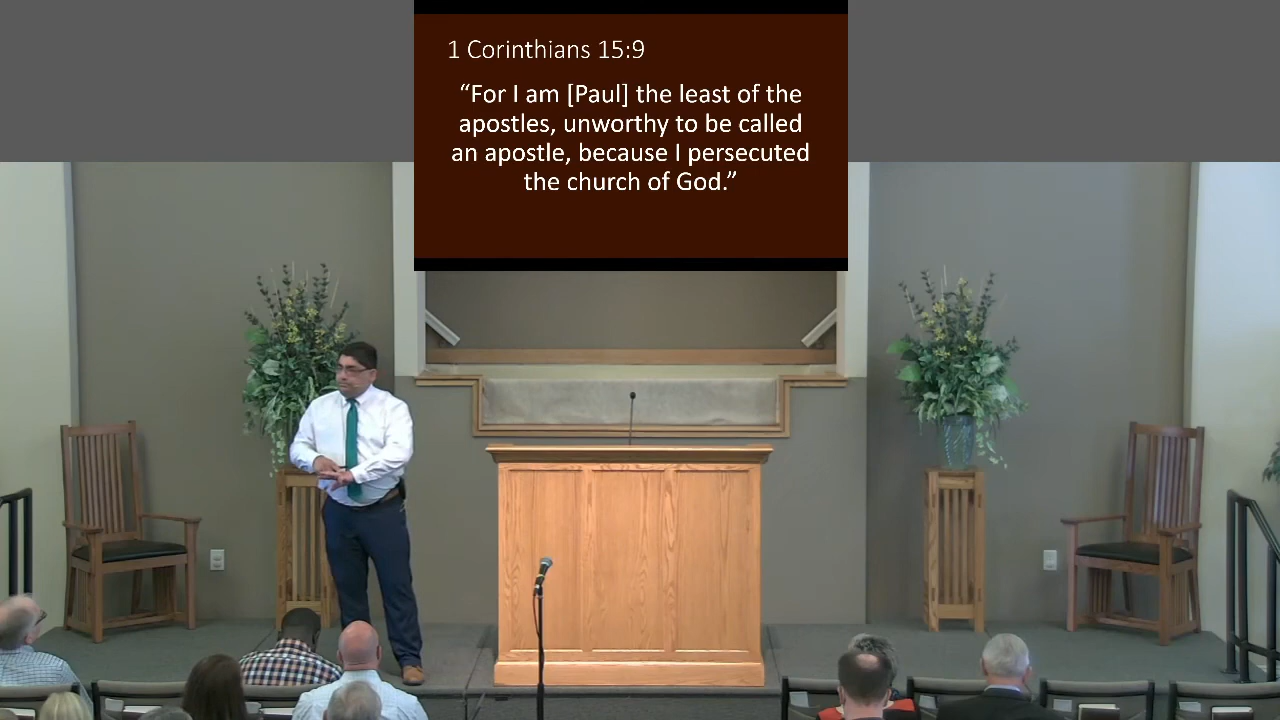 1 Corinthians 15:9
“For I am [Paul] the least of the
apostles, unworthy to be called
an apostle, because I persecuted
the church of God.”